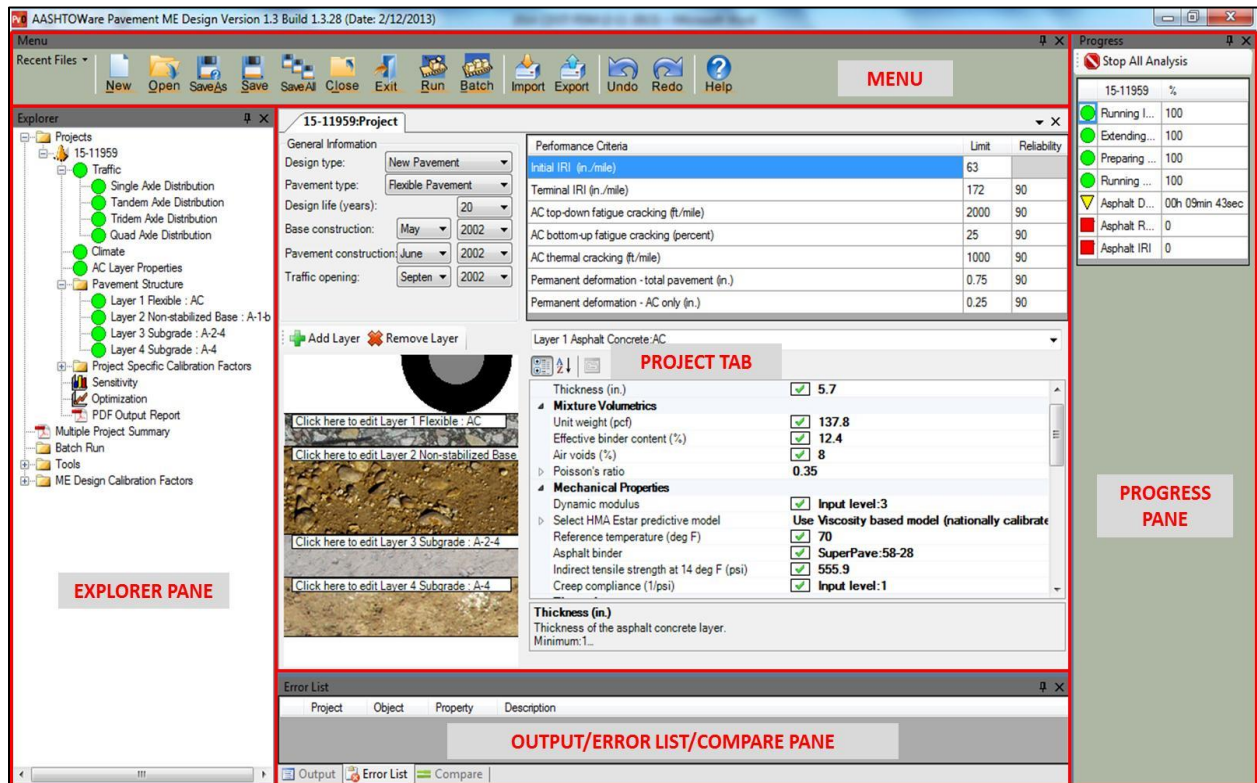 AASHTOWare Pavement ME Design Version 1.3 Build 1.3.28 (Date: 2/12/2013)
Menu
Recent Files
New Open SaveAs Save SaveAll Close Exit Run Batch Import Export Undo Redo Help
MENU
Explorer
Projects
15-11959
Traffic
Single Axle Distribution
Tandem Axle Distribution
Tridem Axle Distribution
Quad Axle Distribution
Climate
AC Layer Properties
Pavement Structure
Layer 1 Flexible : AC
Layer 2 Non-stabilized Base : A-1-b
Layer 3 Subgrade : A-2-4
Layer 4 Subgrade : A-4
Project Specific Calibration Factors
Sensitivity
Optimization
PDF Output Report
Multiple Project Summary
Batch Run
Tools
ME Design Calibration Factors
EXPLORER PANE
15-11959:Project
General Information
Design type: New Pavement
Pavement type: Flexible Pavement
Design life (years): 20
Base construction: May 2002
Pavement construction: June 2002
Traffic opening: Septen 2002
Performance Criteria Limit Reliability
Initial IRI (in./mile) 63
Terminal IRI (in./mile) 172 90
AC top-down fatigue cracking (ft/mile) 2000 90
AC bottom-up fatigue cracking (percent) 25 90
AC thermal cracking (ft/mile) 1000 90
Permanent deformation - total pavement (in.) 0.75 90
Permanent deformation - AC only (in.) 0.25 90
Add Layer Remove Layer
Click here to edit Layer 1 Flexible : AC
Click here to edit Layer 2 Non-stabilized Base
Click here to edit Layer 3 Subgrade : A-2-4
Click here to edit Layer 4 Subgrade : A-4
Layer 1 Asphalt Concrete:AC
PROJECT TAB
Thickness (in.) 5.7
Mixture Volumetrics
Unit weight (pcf) 137.8
Effective binder content (%) 12.4
Air voids (%) 8
Poisson's ratio 0.35
Mechanical Properties
Dynamic modulus Input level:3
Select HMA Estar predictive model Use Viscosity based model (nationally calibrate
Reference temperature (deg F) 70
Asphalt binder SuperPave:58-28
Indirect tensile strength at 14 deg F (psi) 555.9
Creep compliance (1/psi) Input level:1
Thickness (in.)
Thickness of the asphalt concrete layer.
Minimum:1...
Error List
Project Object Property Description
OUTPUT/ERROR LIST/COMPARE PANE
Output Error List Compare
Progress
Stop All Analysis
15-11959 %
Running I... 100
Extending... 100
Preparing ... 100
Running ... 100
Asphalt D... 00h 09min 43sec
Asphalt R... 0
Asphalt IRI 0
PROGRESS
PANE